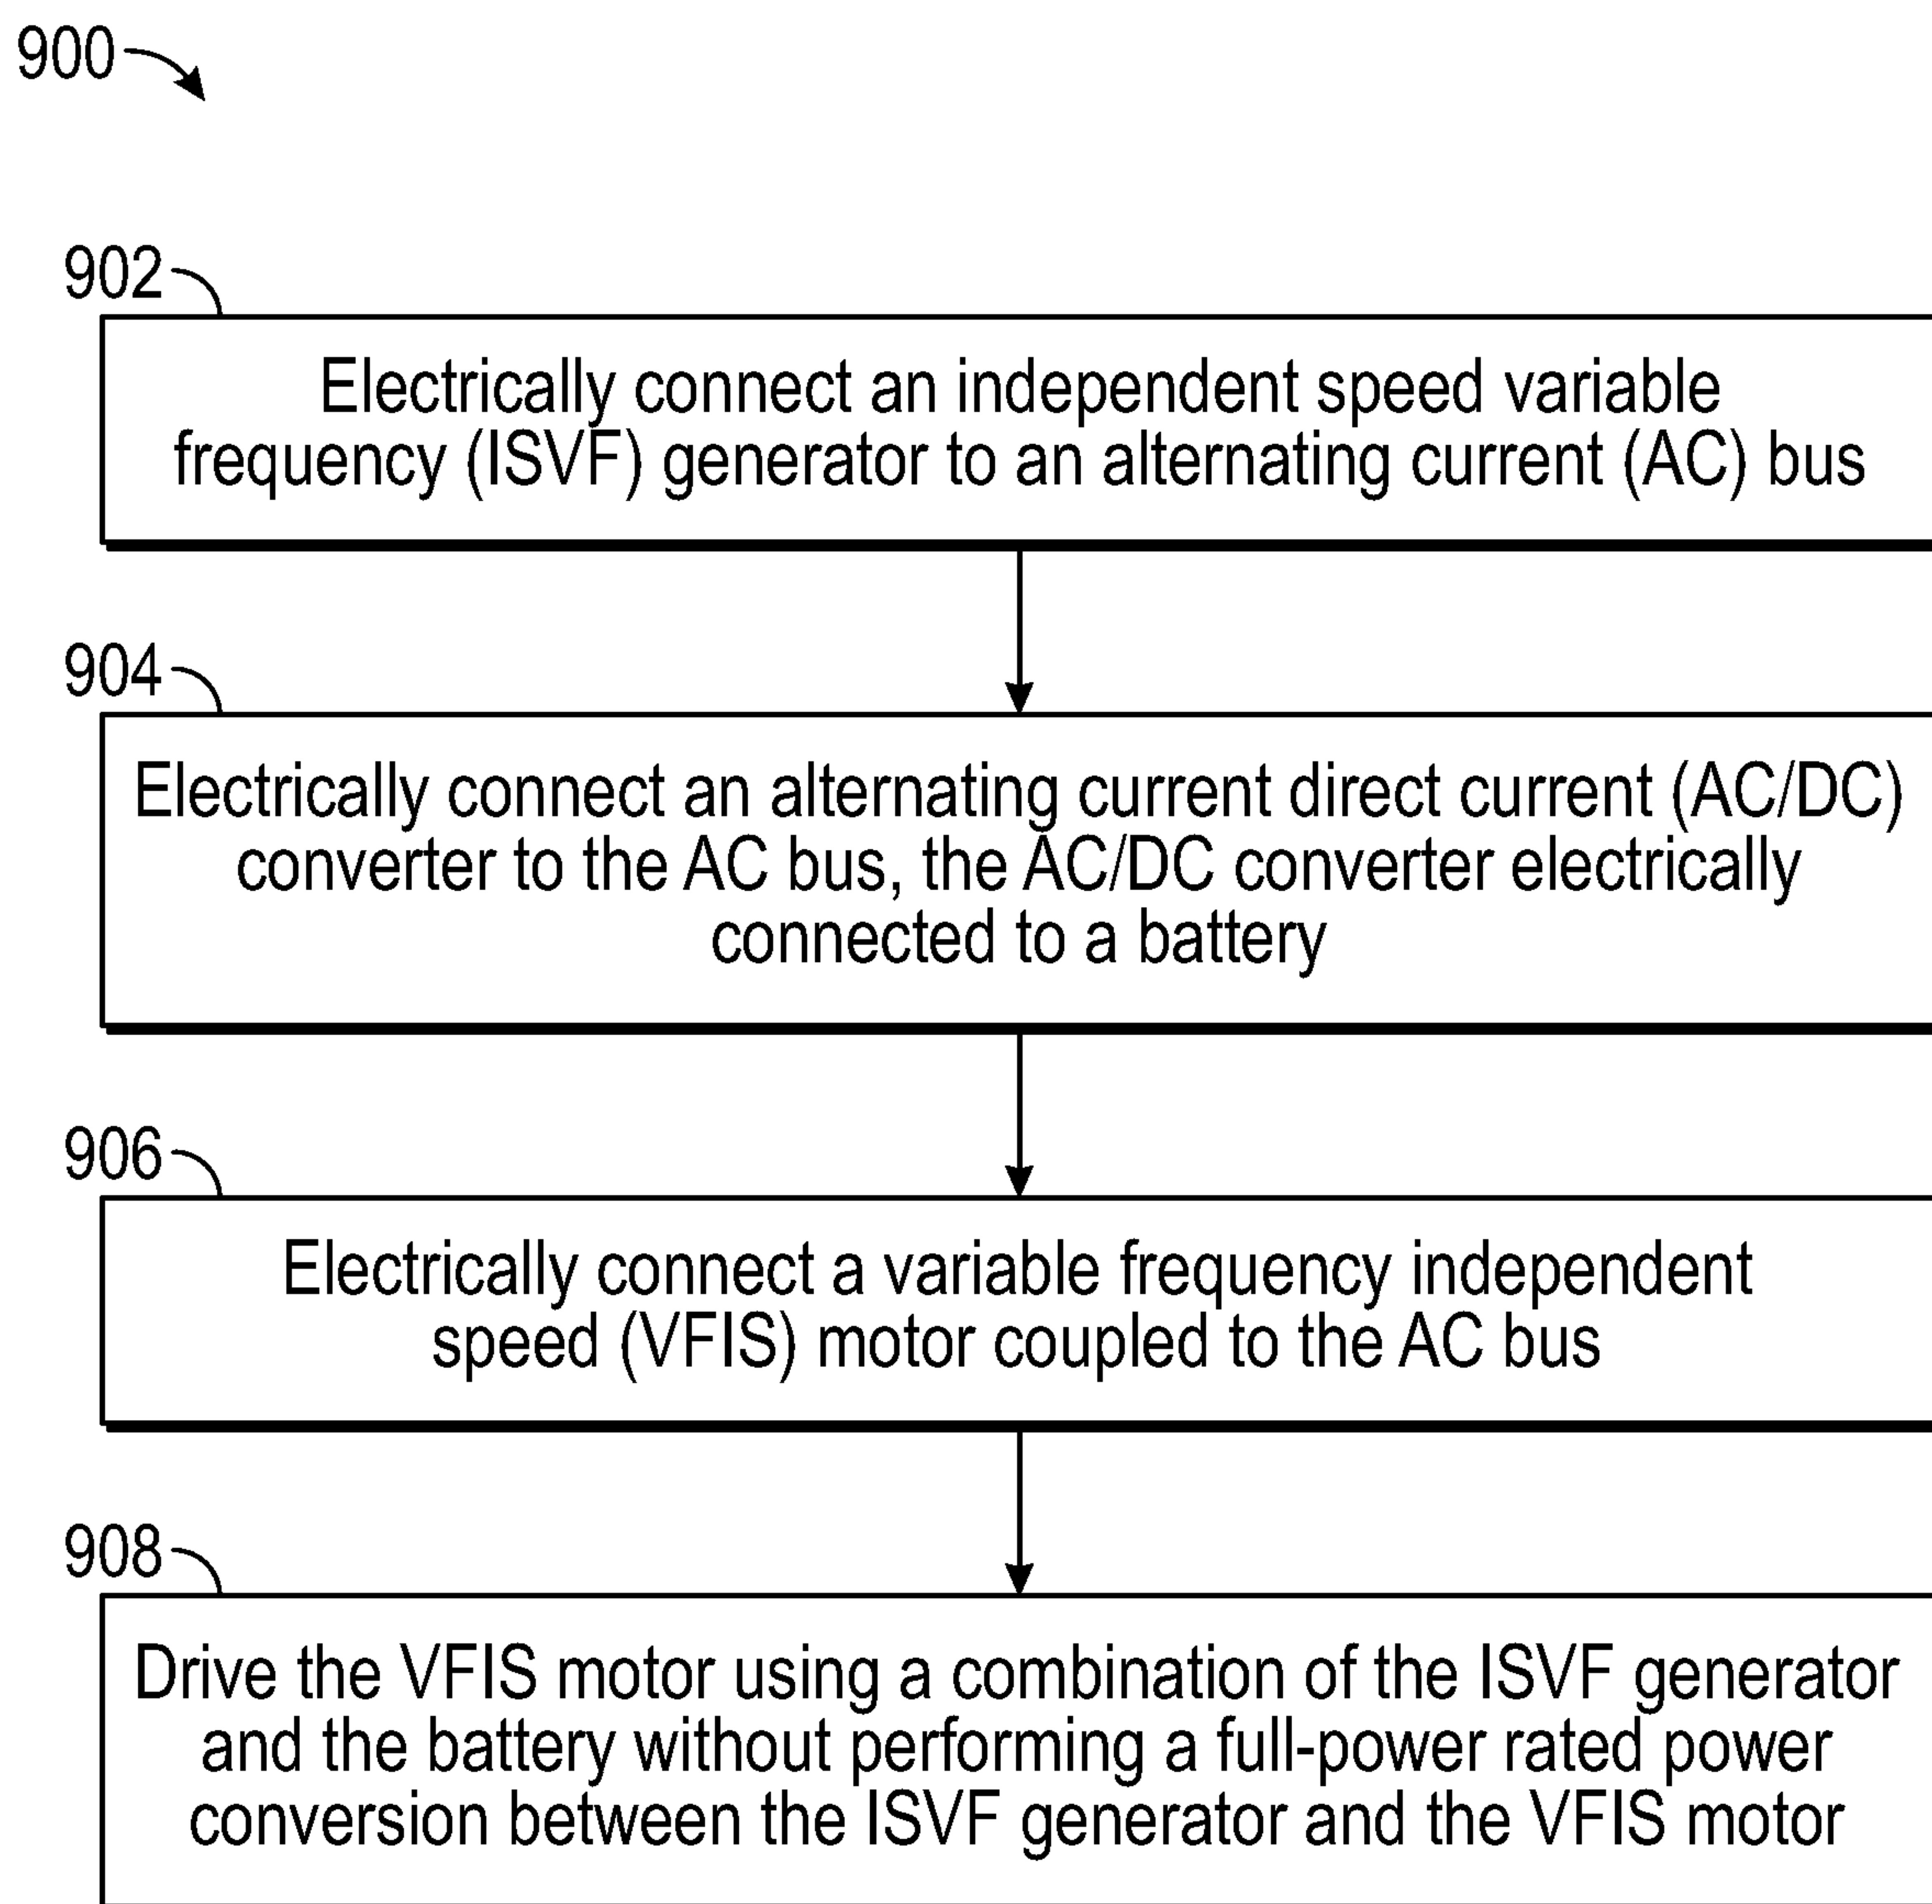 900
902
Electrically connect an independent speed variable
frequency (ISVF) generator to an alternating current (AC) bus
904
Electrically connect an alternating current direct current (AC/DC)
converter to the AC bus, the AC/DC converter electrically
connected to a battery
906
Electrically connect a variable frequency independent
speed (VFIS) motor coupled to the AC bus
908
Drive the VFIS motor using a combination of the ISVF generator
and the battery without performing a full-power rated power
conversion between the ISVF generator and the VFIS motor